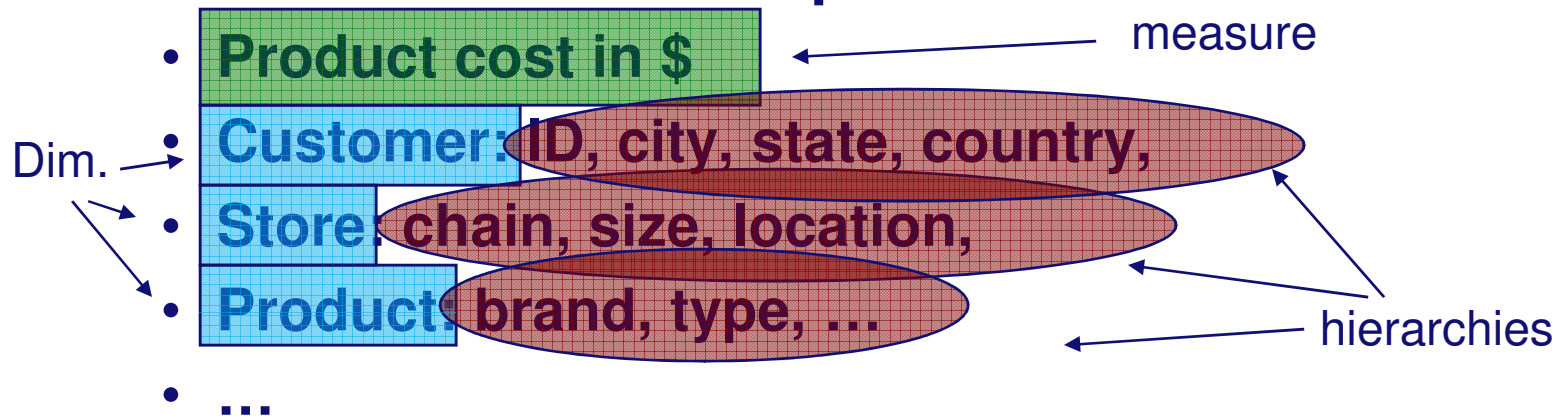 • Product cost in $
measure
• Customer: ID, city, state, country,
Dim.
• Store: chain, size, location,
• Product: brand, type, …
hierarchies
• …